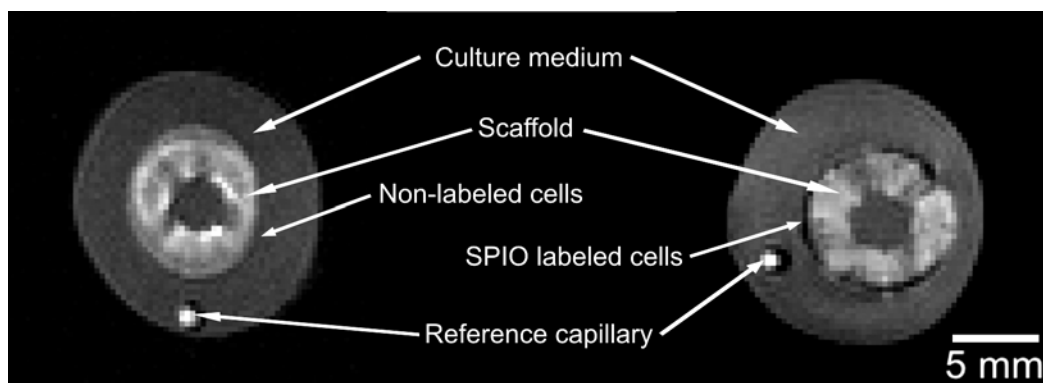 Culture medium
Scaffold
Non-labeled cells
SPIO labeled cells
Reference capillary
5 mm